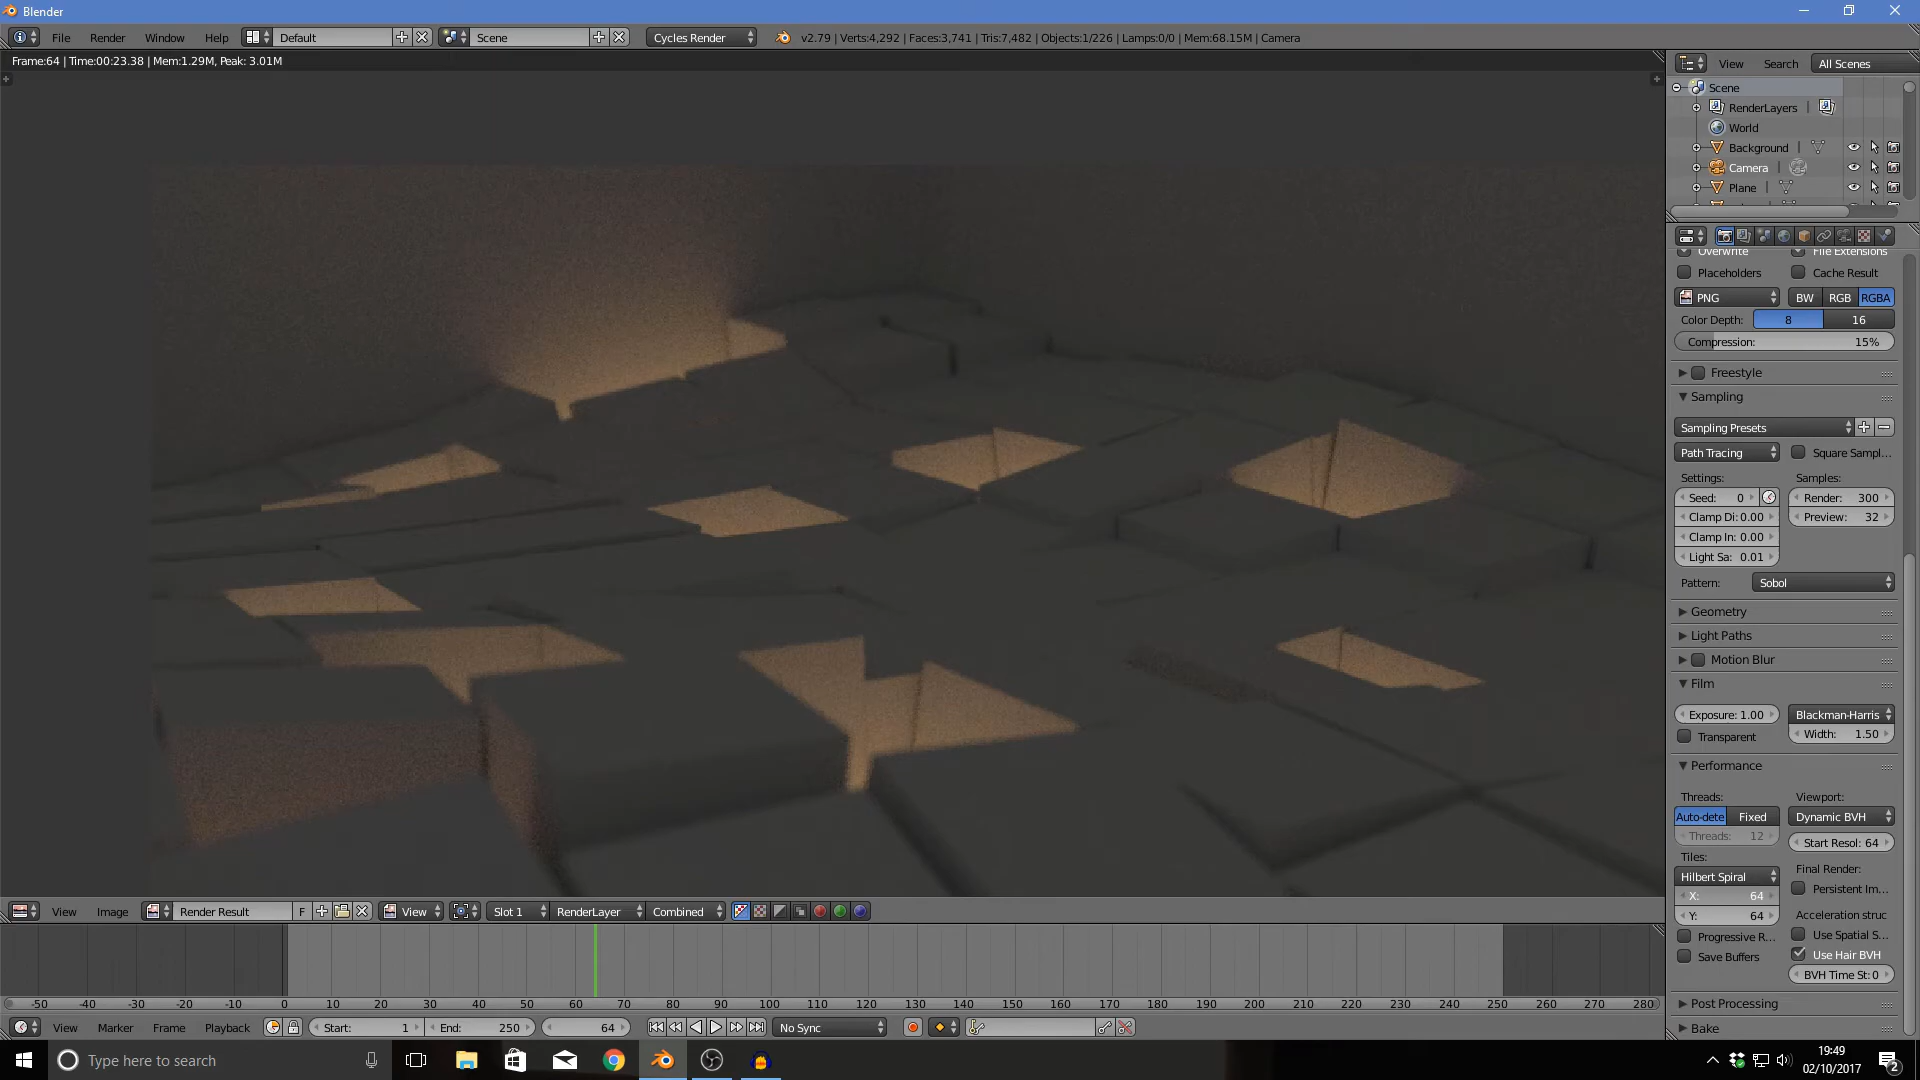 Blender
File Render Window Help Default Scene Cycles Render v2.79 | Verts:4,292 | Faces:3,741 | Tris:7,482 | Objects:1/226 | Lamps:0/0 | Mem:68.15M | Camera
Frame:64 | Time:00:23.38 | Mem:1.29M, Peak: 3.01M
View Search All Scenes
Scene
RenderLayers
World
Background
Camera
Plane
Overwrite File Extensions
Placeholders Cache Result
PNG BW RGB RGBA
Color Depth: 8 16
Compression: 15%
Freestyle
Sampling
Sampling Presets
Path Tracing Square Sampl...
Settings: Samples:
Seed: 0 Render: 300
Clamp Di: 0.00 Preview: 32
Clamp In: 0.00
Light Sa: 0.01
Pattern: Sobol
Geometry
Light Paths
Motion Blur
Film
Exposure: 1.00 Blackman-Harris
Transparent Width: 1.50
Performance
Threads: Viewport:
Auto-dete Fixed Dynamic BVH
Threads: 12 Start Resol: 64
Tiles: Final Render:
Hilbert Spiral Persistent Im...
X: 64
Y: 64 Acceleration struc
Progressive R... Use Spatial S...
Save Buffers Use Hair BVH
BVH Time St: 0
Post Processing
Bake
View Image Render Result F View Slot 1 RenderLayer Combined
-50 -40 -30 -20 -10 0 10 20 30 40 50 60 70 80 90 100 110 120 130 140 150 160 170 180 190 200 210 220 230 240 250 260 270 280
View Marker Frame Playback Start: 1 End: 250 64 No Sync
Type here to search
19:49
02/10/2017
2